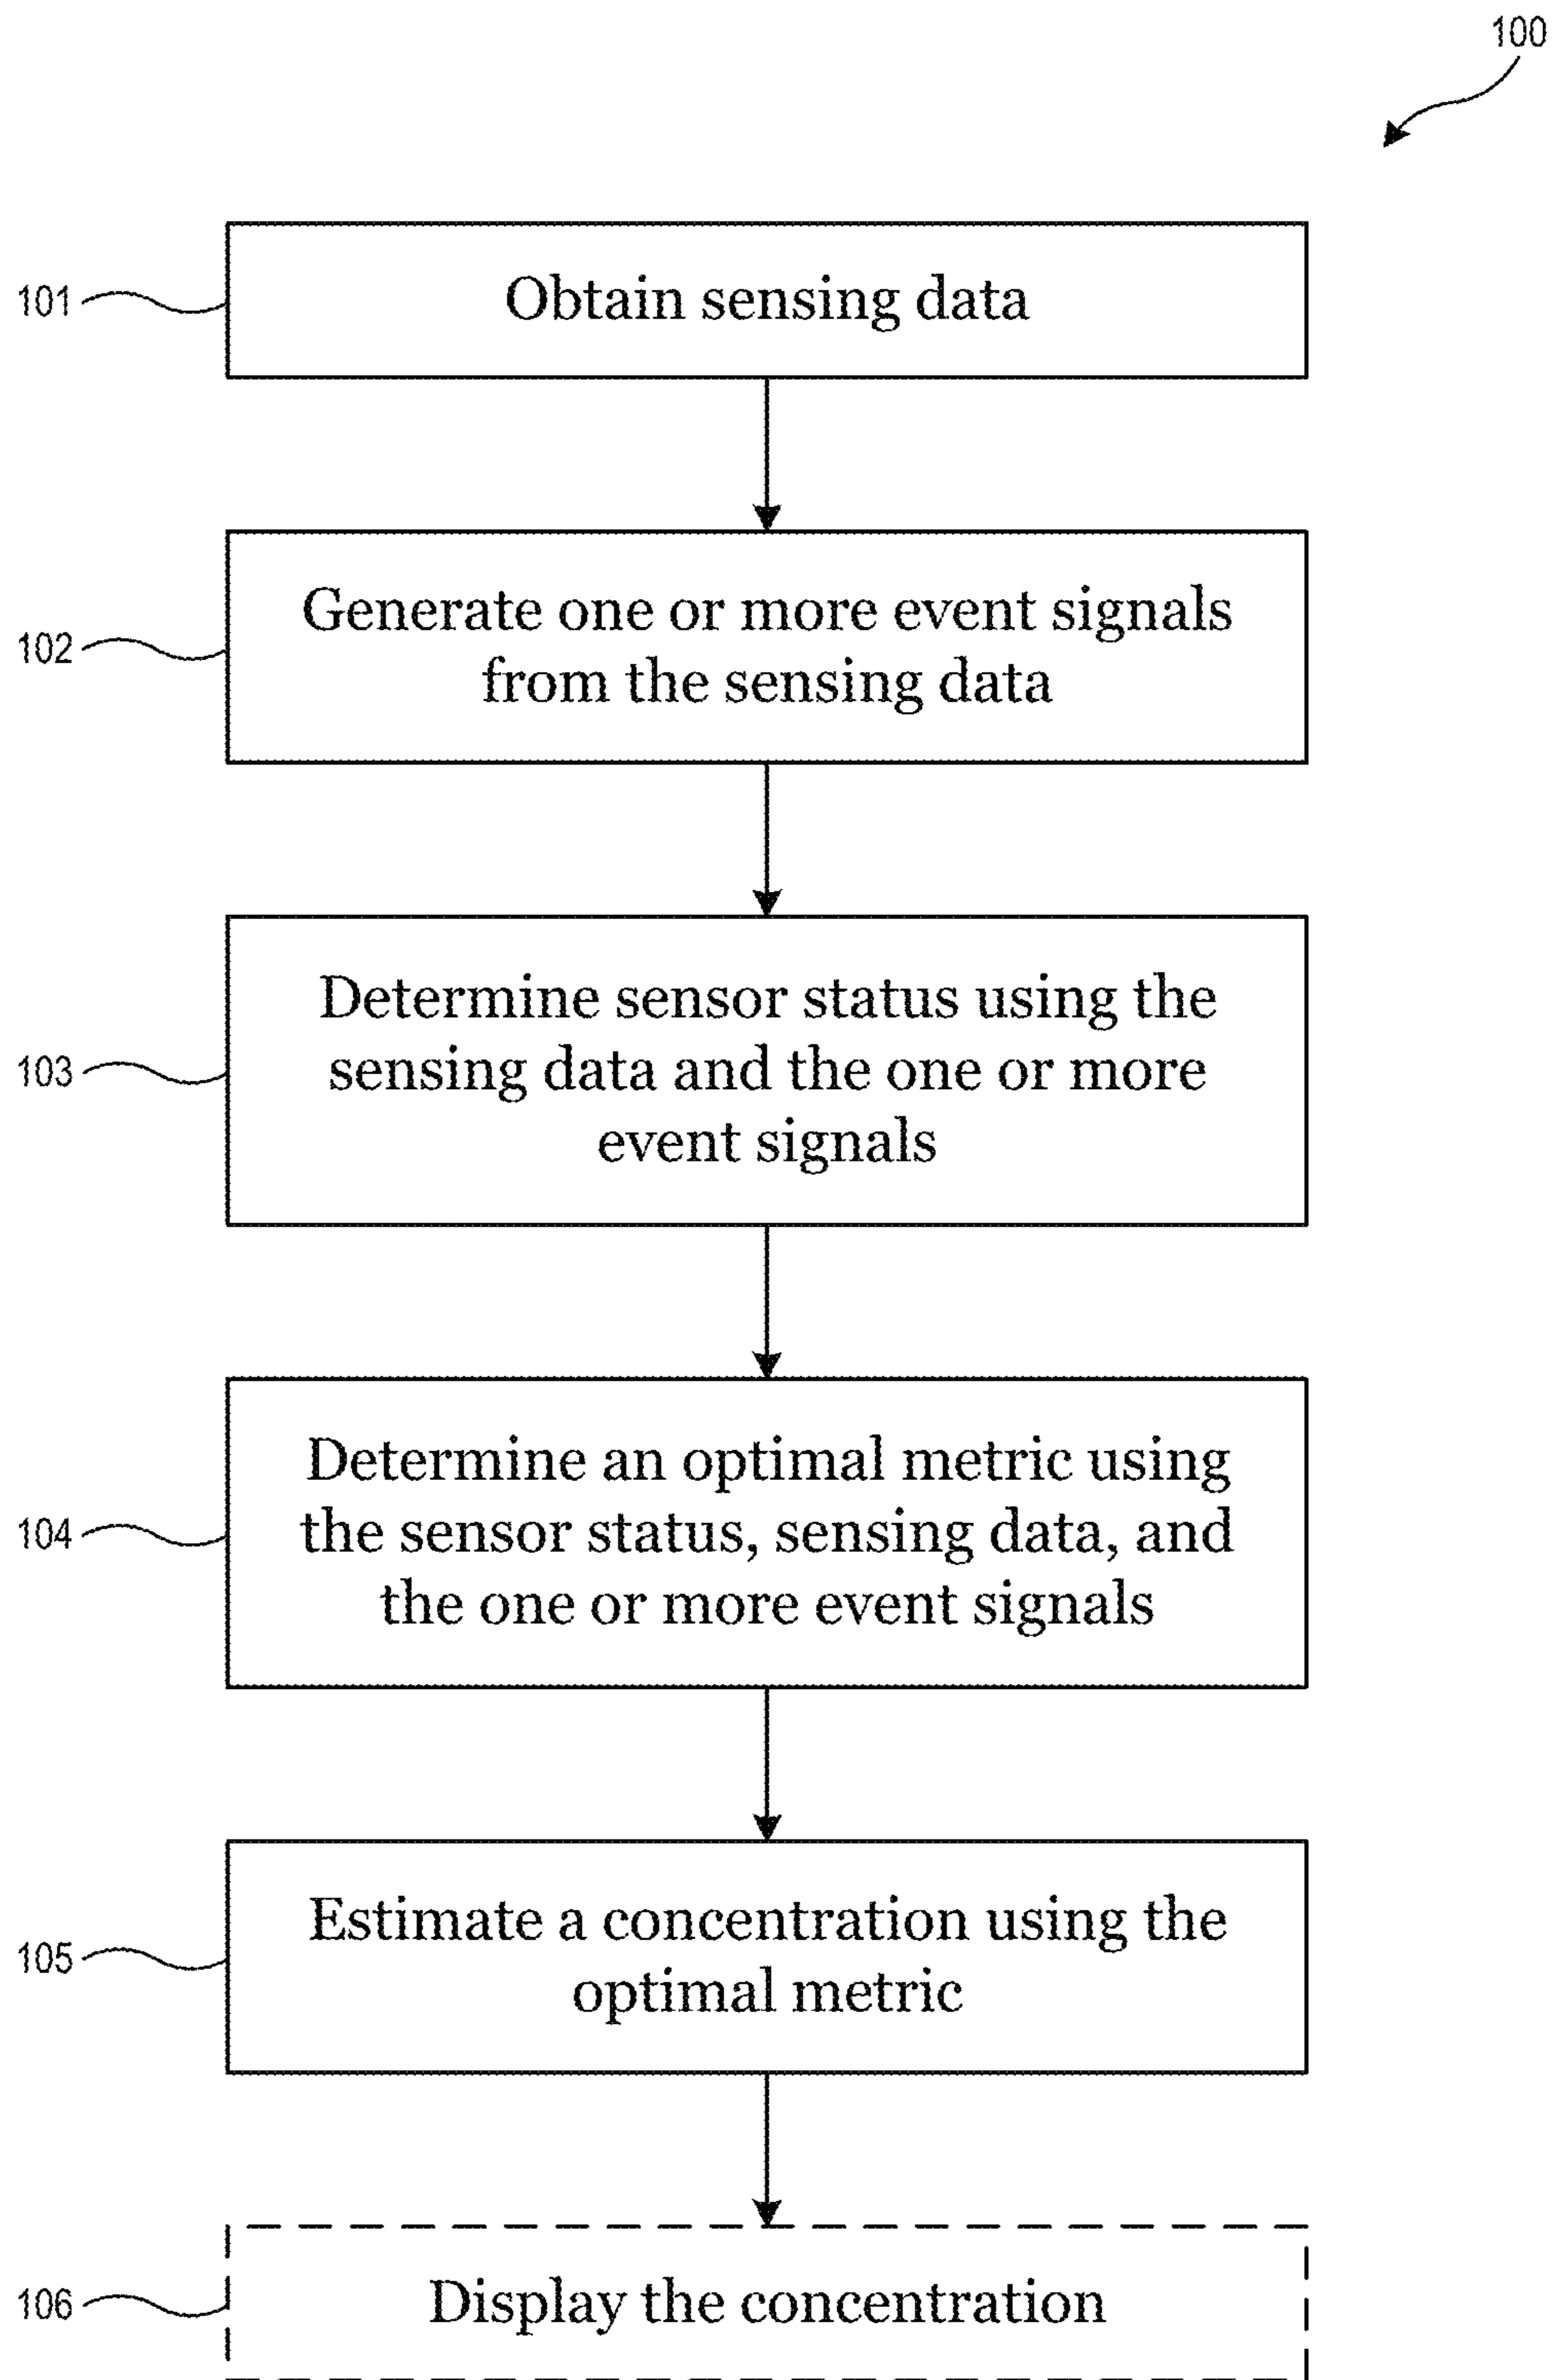 100
101
Obtain sensing data
102
Generate one or more event signals
from the sensing data
103
Determine sensor status using the
sensing data and the one or more
event signals
104
Determine an optimal metric using
the sensor status, sensing data, and
the one or more event signals
105
Estimate a concentration using the
optimal metric
106
Display the concentration